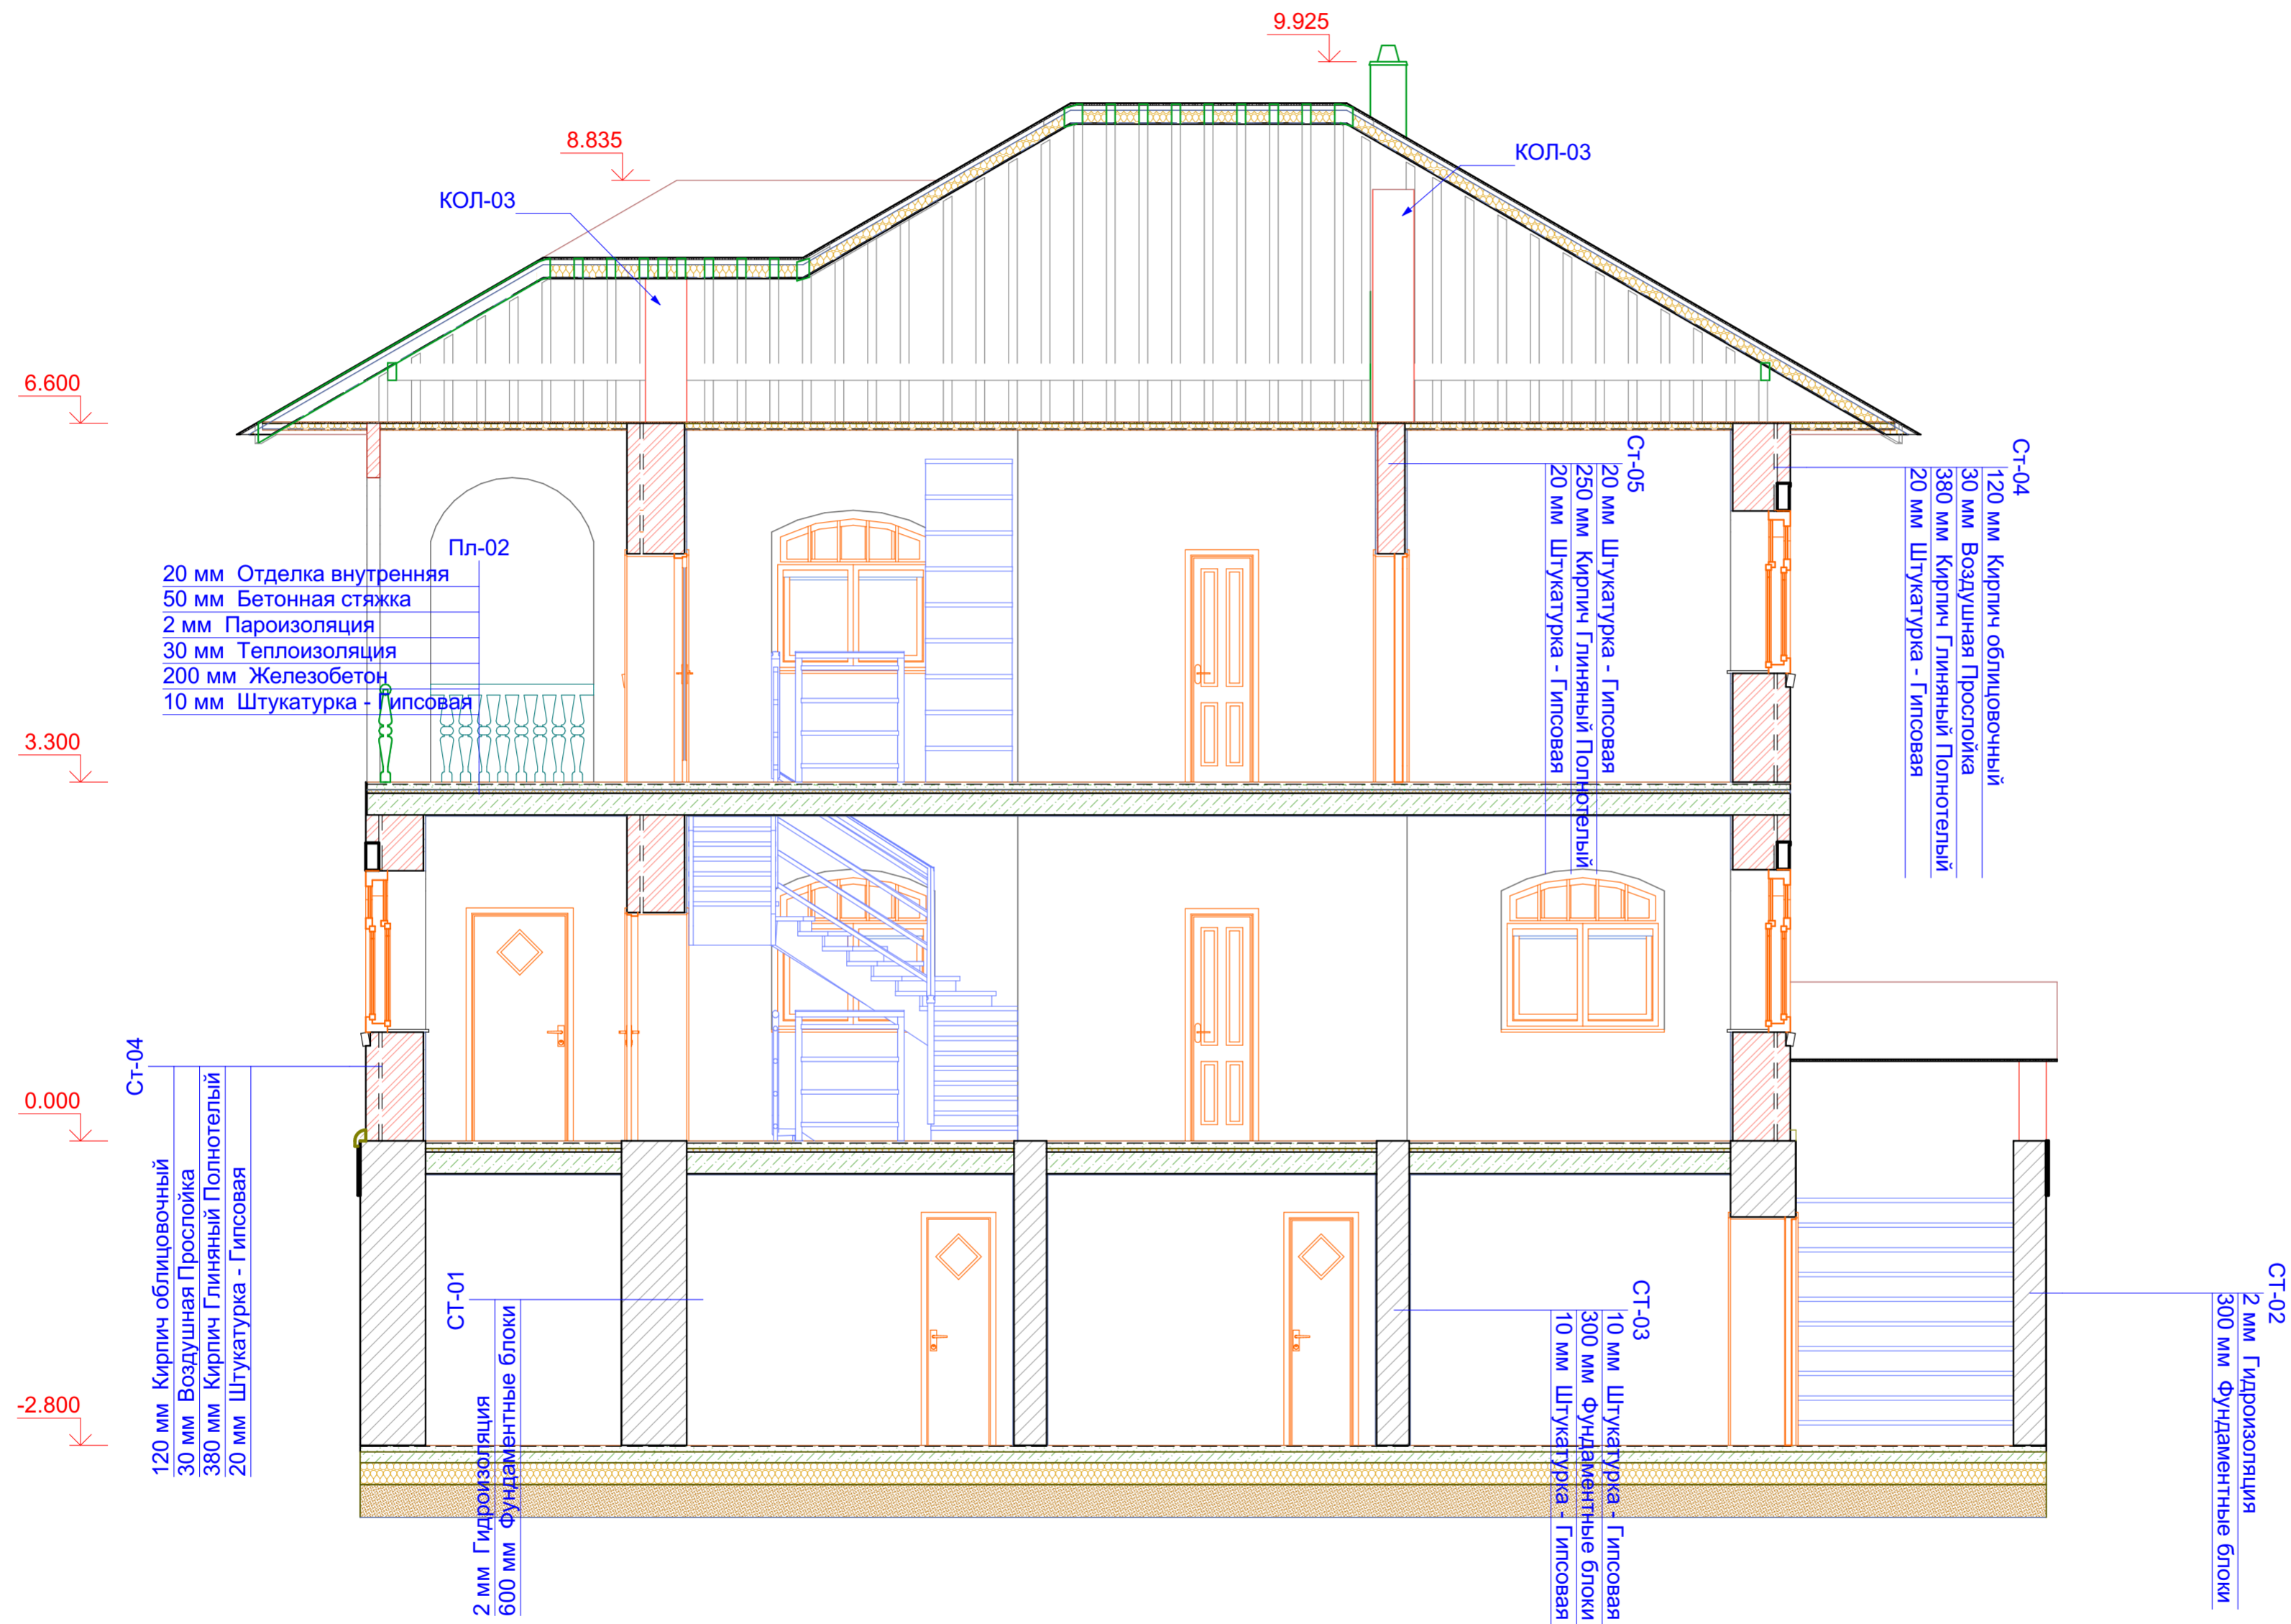 9.925
8.835
КОЛ-03
КОЛ-03
6.600
Ст-05
20 мм Штукатурка - Гипсовая
250 мм Кирпич Глиняный Полнотелый
20 мм Штукатурка - Гипсовая
Ст-04
120 мм Кирпич облицовочный
30 мм Воздушная Прослойка
380 мм Кирпич Глиняный Полнотелый
20 мм Штукатурка - Гипсовая
Пл-02
20 мм Отделка внутренняя
50 мм Бетонная стяжка
2 мм Пароизоляция
30 мм Теплоизоляция
200 мм Железобетон
10 мм Штукатурка - Гипсовая
3.300
Ст-04
120 мм Кирпич облицовочный
30 мм Воздушная Прослойка
380 мм Кирпич Глиняный Полнотелый
20 мм Штукатурка - Гипсовая
0.000
СТ-01
2 мм Гидроизоляция
600 мм Фундаментные блоки
СТ-03
10 мм Штукатурка - Гипсовая
300 мм Фундаментные блоки
10 мм Штукатурка - Гипсовая
СТ-02
2 мм Гидроизоляция
300 мм Фундаментные блоки
-2.800